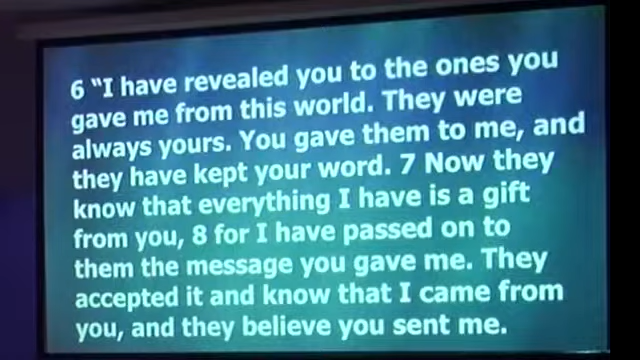 6 “I have revealed you to the ones you
gave me from this world. They were
always yours. You gave them to me, and
they have kept your word. 7 Now they
know that everything I have is a gift
from you, 8 for I have passed on to
them the message you gave me. They
accepted it and know that I came from
you, and they believe you sent me.